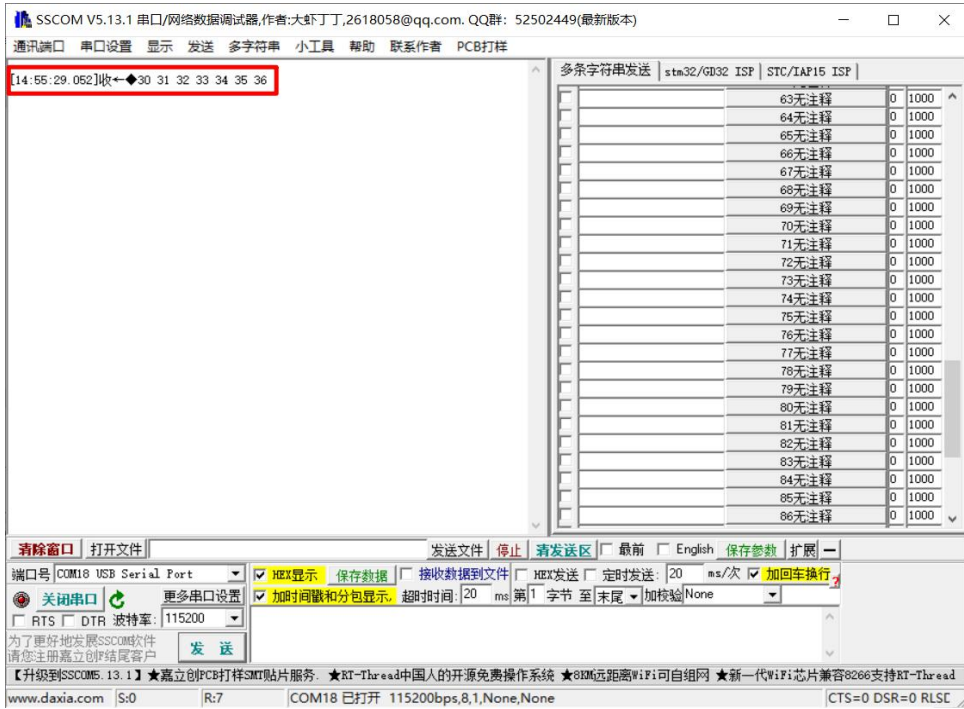 SSCOM V5.13.1 串口/网络数据调试器,作者:大虾丁丁,2618058@qq.com. QQ群: 52502449(最新版本)
通讯端口 串口设置 显示 发送 多字符串 小工具 帮助 联系作者 PCB打样
[14:55:29.052]收←◆30 31 32 33 34 35 36
多条字符串发送 stm32/GD32 ISP STC/IAP15 ISP
63无注释 0 1000
64无注释 0 1000
65无注释 0 1000
66无注释 0 1000
67无注释 0 1000
68无注释 0 1000
69无注释 0 1000
70无注释 0 1000
71无注释 0 1000
72无注释 0 1000
73无注释 0 1000
74无注释 0 1000
75无注释 0 1000
76无注释 0 1000
77无注释 0 1000
78无注释 0 1000
79无注释 0 1000
80无注释 0 1000
81无注释 0 1000
82无注释 0 1000
83无注释 0 1000
84无注释 0 1000
85无注释 0 1000
86无注释 0 1000
清除窗口 打开文件 发送文件 停止 清发送区 最前 English 保存参数 扩展 —
端口号 COM18 USB Serial Port HEX显示 保存数据 接收数据到文件 HEX发送 定时发送: 20 ms/次 加回车换行
关闭串口 更多串口设置 加时间戳和分包显示, 超时时间: 20 ms 第1 字节 至 末尾 加校验 None
RTS DTR 波特率: 115200
为了更好地发展SSCOM软件
请您注册嘉立创F结尾客户
发 送
【升级到SSCOM5.13.1】★嘉立创PCB打样SMT贴片服务. ★RT-Thread中国人的开源免费操作系统 ★8KM远距离WiFi可自组网 ★新一代WiFi芯片兼容8266支持RT-Thread
www.daxia.com S:0 R:7 COM18 已打开 115200bps,8,1,None,None CTS=0 DSR=0 RLSD